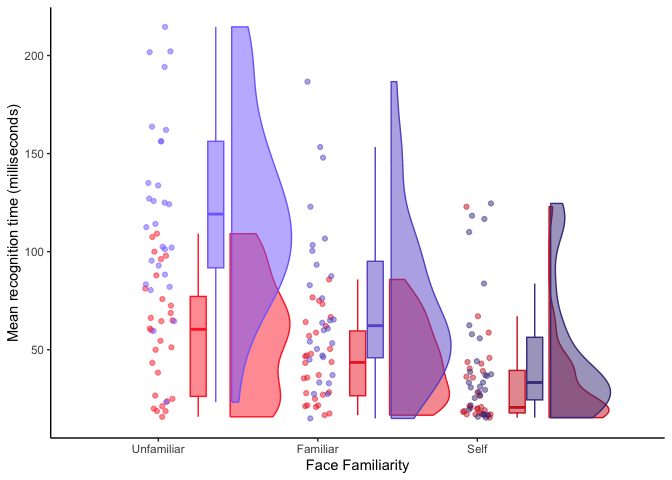 Mean recognition time (milliseconds)
200
150
100
50
Unfamiliar Familiar Self
Face Familiarity